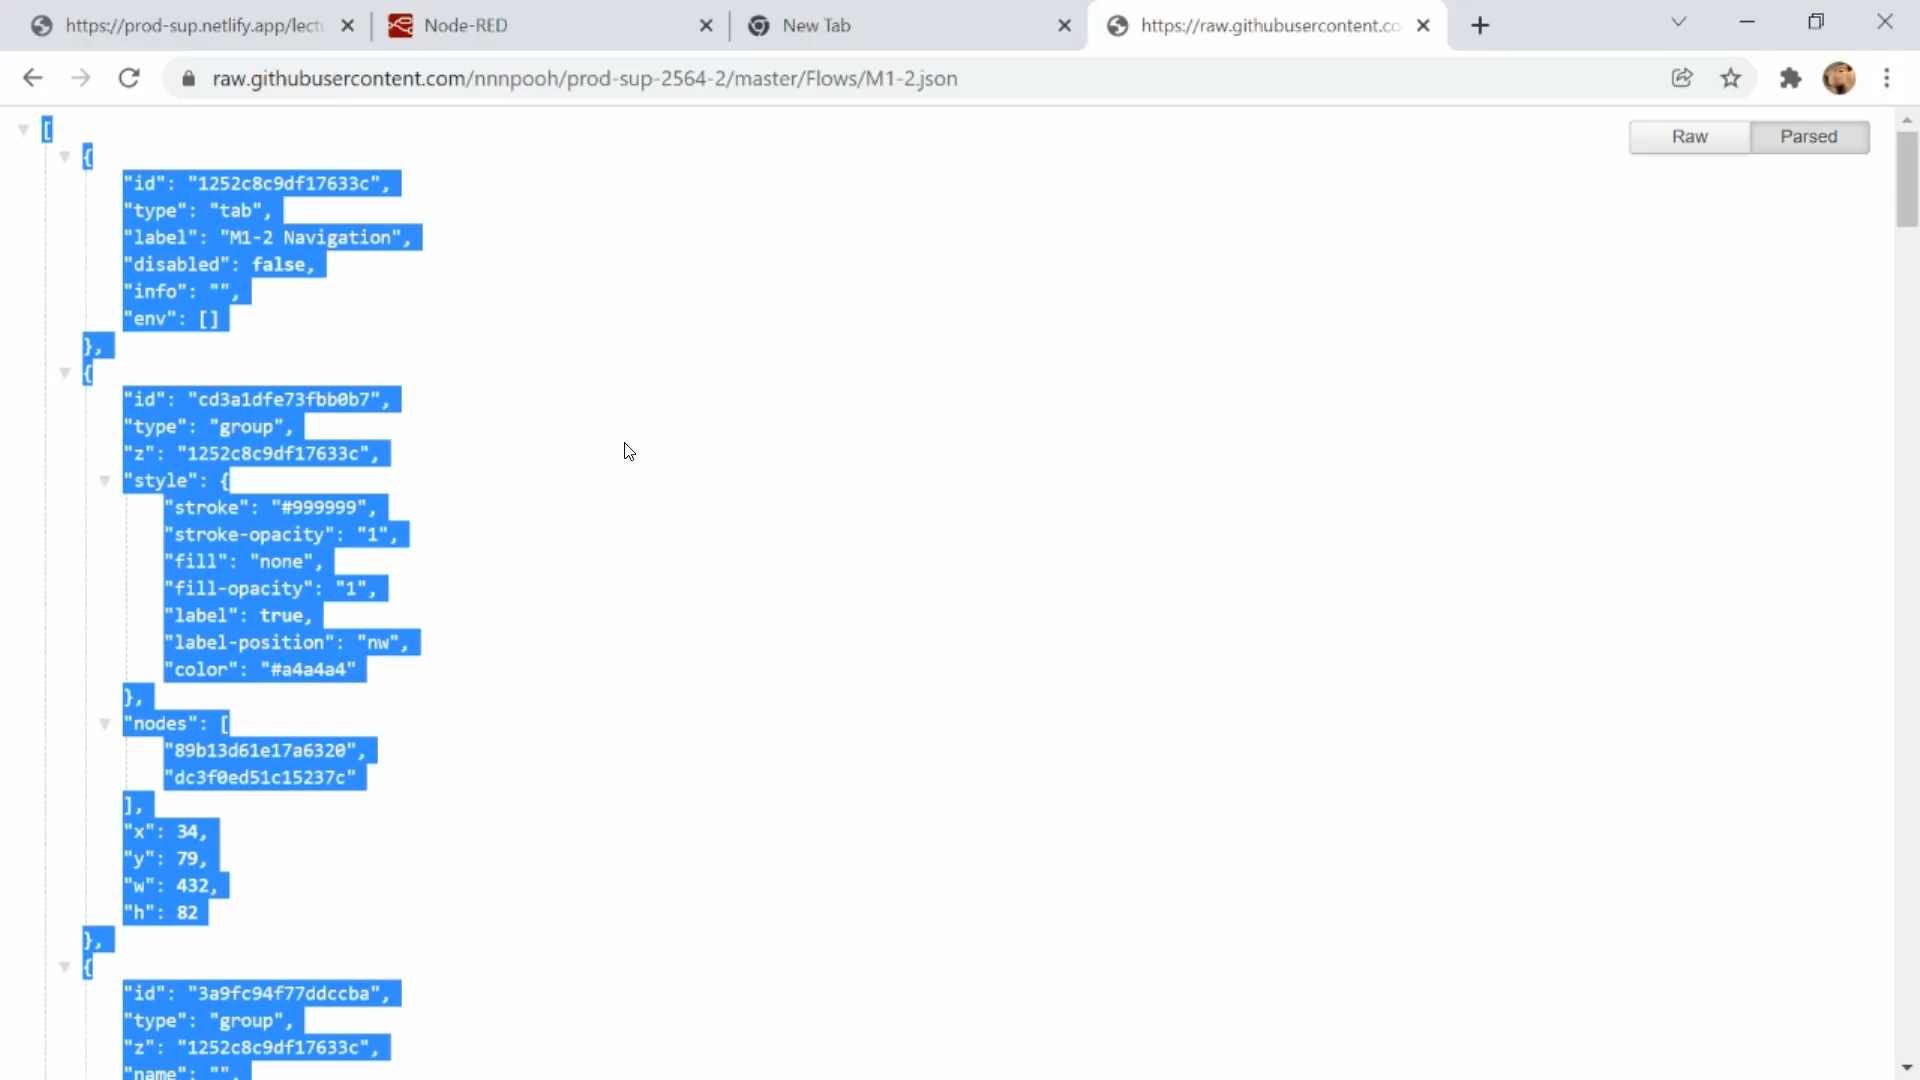 https://prod-sup.netlify.app/lectu
Node-RED
New Tab
https://raw.githubusercontent.co
raw.githubusercontent.com/nnnpooh/prod-sup-2564-2/master/Flows/M1-2.json
Raw
Parsed
[
{
"id": "1252c8c9df17633c",
"type": "tab",
"label": "M1-2 Navigation",
"disabled": false,
"info": "",
"env": []
},
{
"id": "cd3a1dfe73fbb0b7",
"type": "group",
"z": "1252c8c9df17633c",
"style": {
"stroke": "#999999",
"stroke-opacity": "1",
"fill": "none",
"fill-opacity": "1",
"label": true,
"label-position": "nw",
"color": "#a4a4a4"
},
"nodes": [
"89b13d61e17a6320",
"dc3f0ed51c15237c"
],
"x": 34,
"y": 79,
"w": 432,
"h": 82
},
{
"id": "3a9fc94f77ddccba",
"type": "group",
"z": "1252c8c9df17633c",
"name": "",